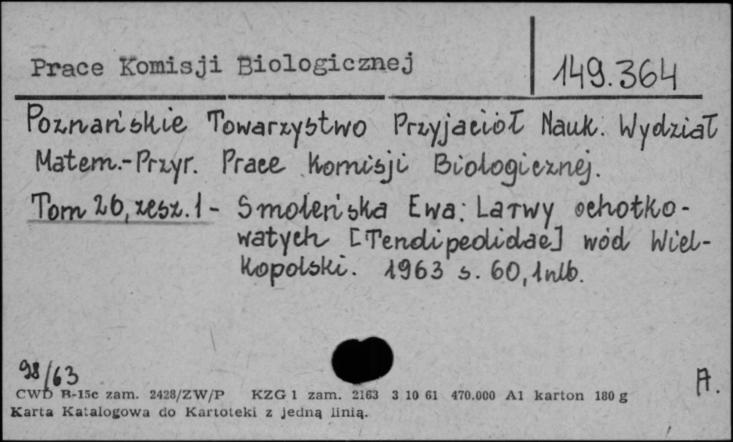 Prace Komisji Biologicznej
149.364
Poznańskie Towarzystwo Przyjaciół Nauk. Wydział
Matem.-Przyr. Prace Komisji Biologicznej.
Tom 26, zesz. 1 - Smoleńska Ewa: Larwy ochotko-
watych [Tendipedidae] wód Wiel-
kopolski. 1963 s. 60, 1 nlb.
98/63
A.
CWD B-15c zam. 2428/ZW/P KZG 1 zam. 2163 3 10 61 470.000 A1 karton 180 g
Karta Katalogowa do Kartoteki z jedną linią.